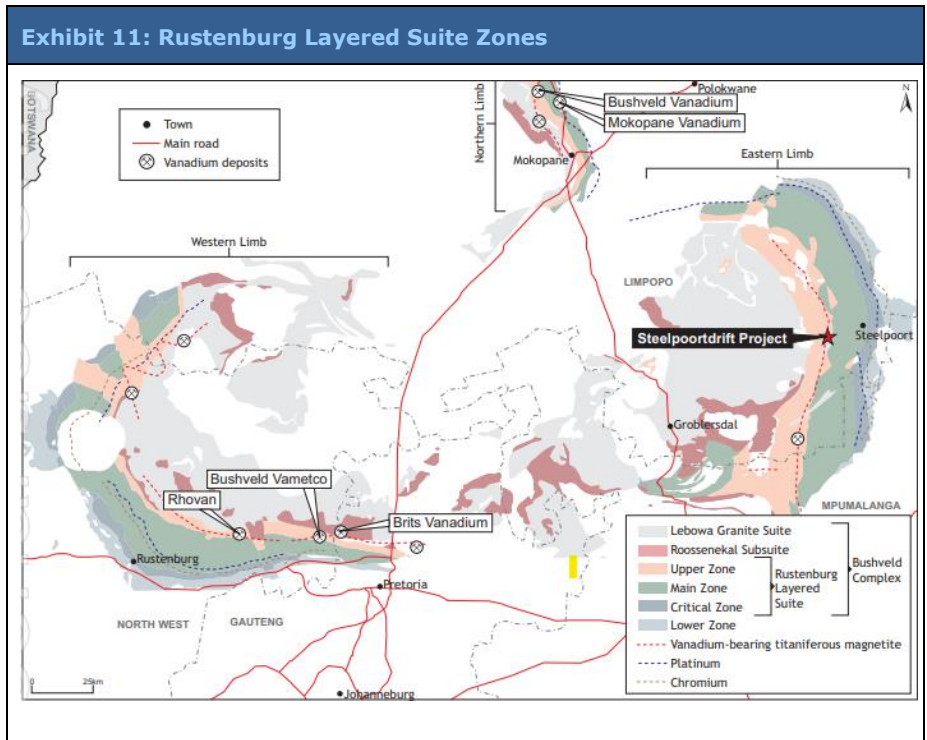 Exhibit 11: Rustenburg Layered Suite Zones
BOTSWANA
Town
Main road
Vanadium deposits
Northern Limb
Polokwane
N
Bushveld Vanadium
Mokopane Vanadium
Mokopane
Eastern Limb
Western Limb
LIMPOPO
Steelpoortdrift Project
Steelpoort
Groblersdal
Bushveld Vametco
Rhovan
Brits Vanadium
MPUMALANGA
Rustenburg
Pretoria
NORTH WEST
GAUTENG
Lebowa Granite Suite
Roossenekal Subsuite
Upper Zone
Main Zone
Critical Zone
Lower Zone
Rustenburg
Layered
Suite
Bushveld
Complex
Vanadium-bearing titaniferous magnetite
Platinum
Chromium
0 25km
Johanneburg